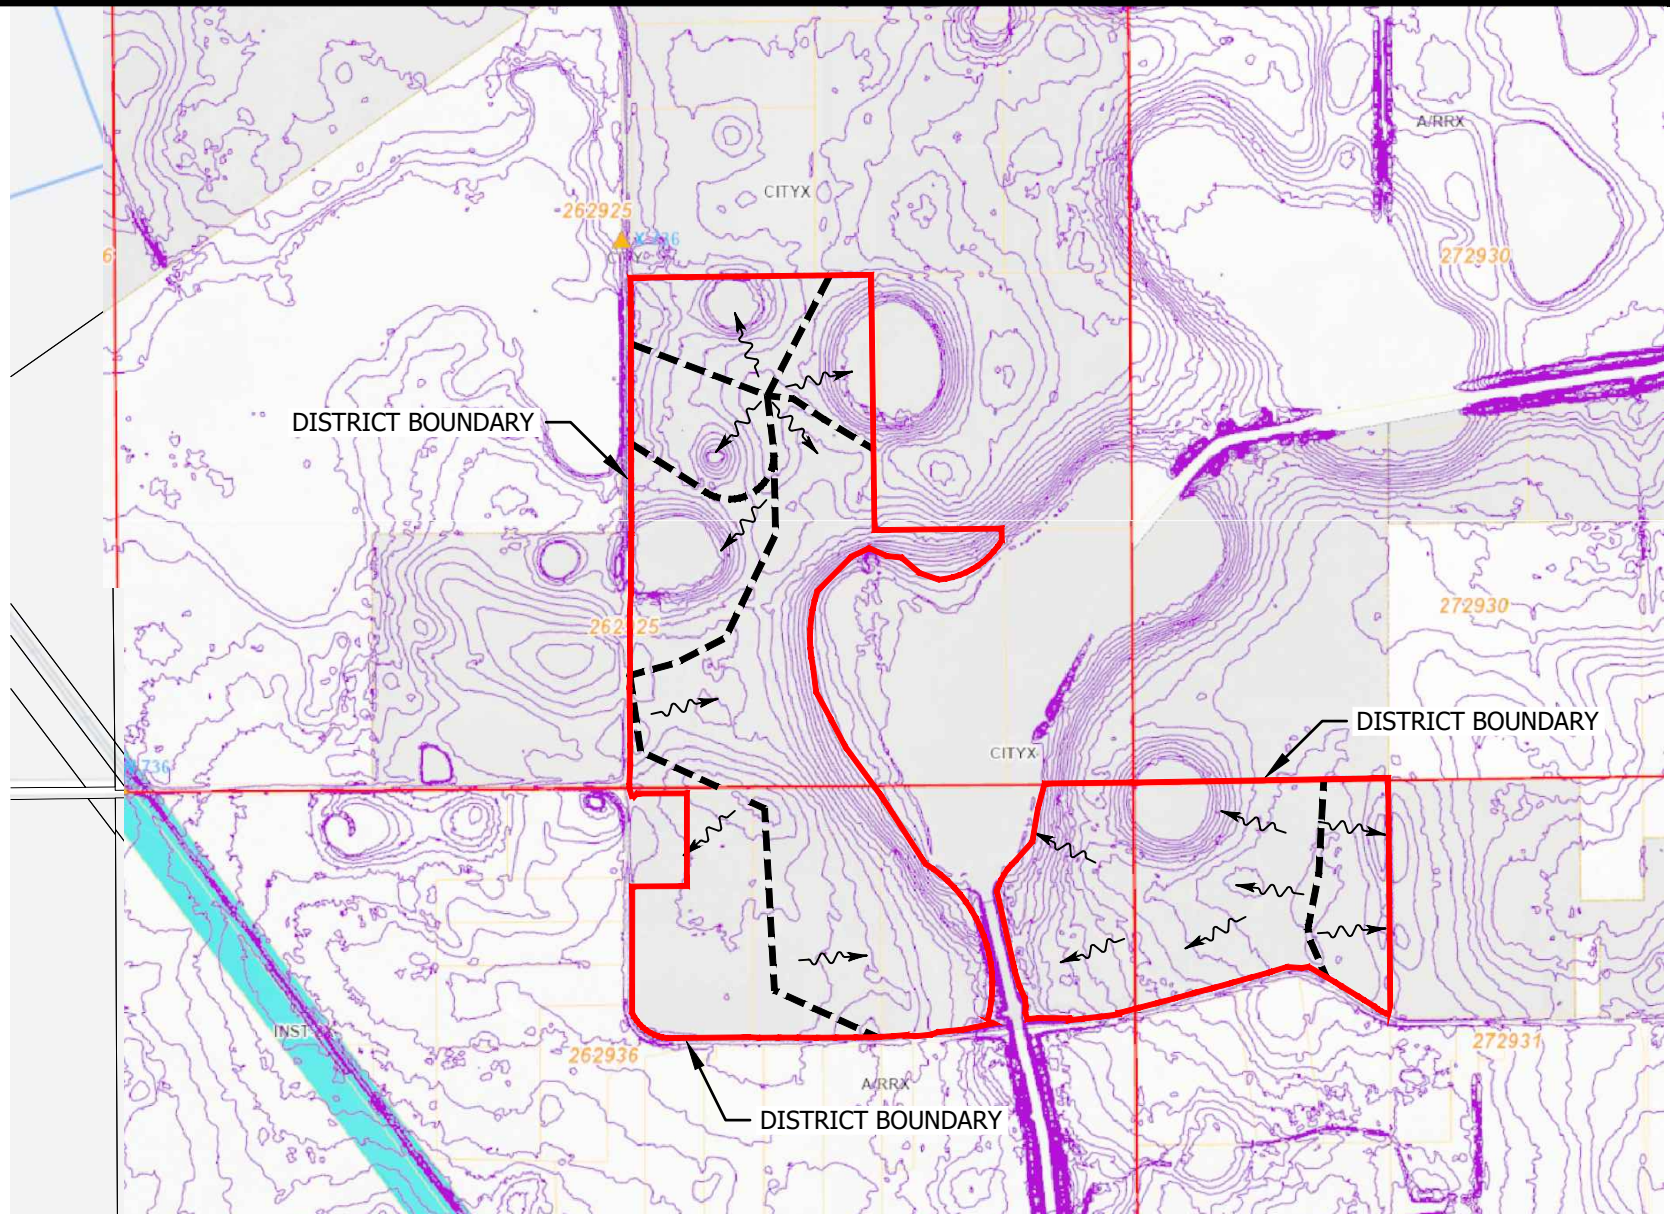 A/RRX
CITYX
262925
272930
DISTRICT BOUNDARY
272930
262925
DISTRICT BOUNDARY
CITYX
736
INST
262936
272931
A/RRX
DISTRICT BOUNDARY